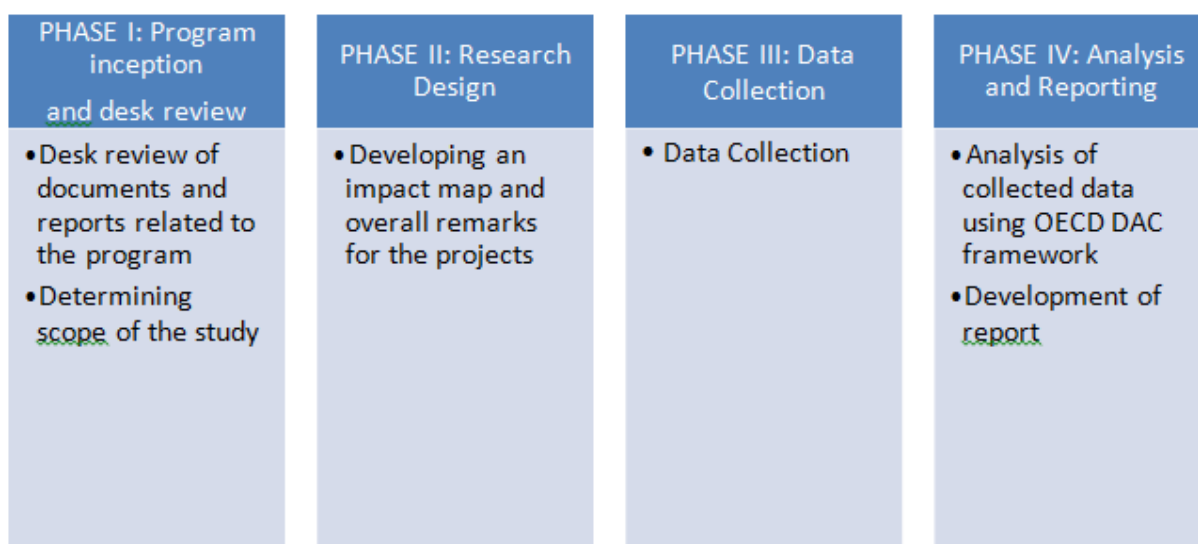 PHASE I: Program
inception
and desk review
•Desk review of
documents and
reports related to
the program
•Determining
scope of the study
PHASE II: Research
Design
•Developing an
impact map and
overall remarks
for the projects
PHASE III: Data
Collection
• Data Collection
PHASE IV: Analysis
and Reporting
•Analysis of
collected data
using OECD DAC
framework
•Development of
report